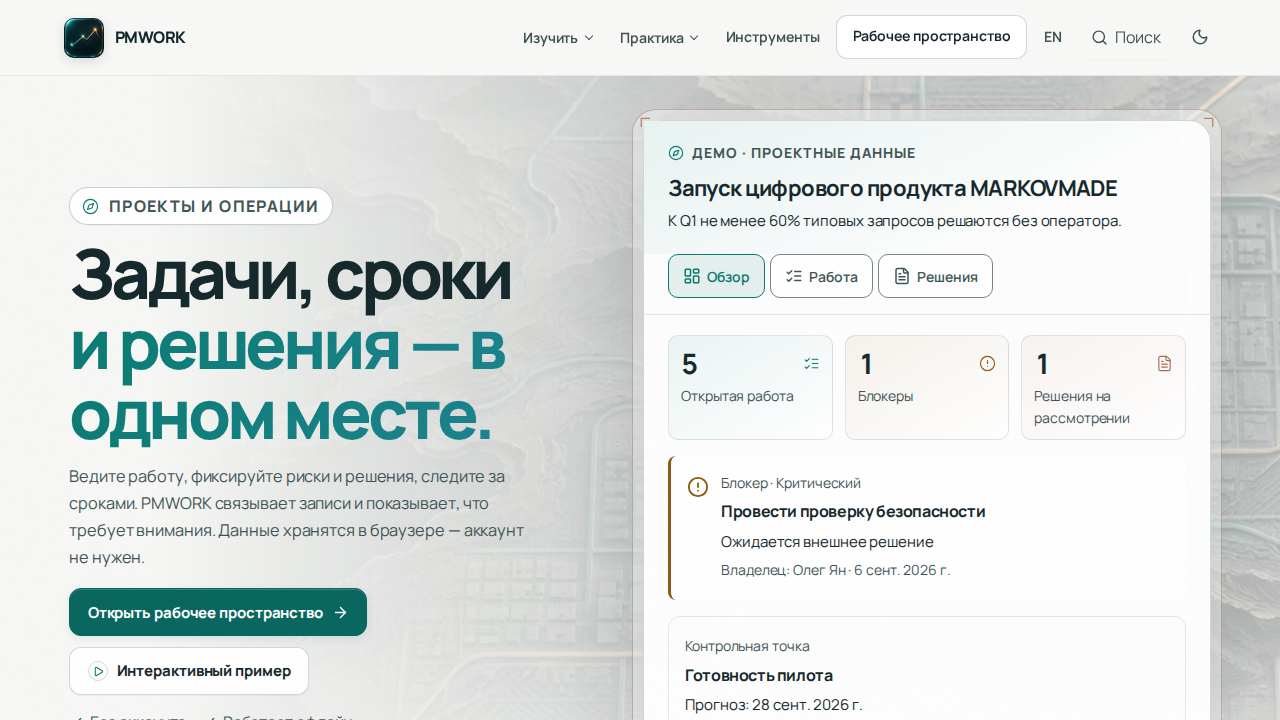 PMWORK
Изучить
Практика
Инструменты
Рабочее пространство
EN
Поиск
ПРОЕКТЫ И ОПЕРАЦИИ
Задачи, сроки
и решения — в
одном месте.
Ведите работу, фиксируйте риски и решения, следите за
сроками. PMWORK связывает записи и показывает, что
требует внимания. Данные хранятся в браузере — аккаунт
не нужен.
Открыть рабочее пространство
Интерактивный пример
ДЕМО · ПРОЕКТНЫЕ ДАННЫЕ
Запуск цифрового продукта MARKOVMADE
К Q1 не менее 60% типовых запросов решаются без оператора.
Обзор
Работа
Решения
5
Открытая работа
1
Блокеры
1
Решения на
рассмотрении
Блокер · Критический
Провести проверку безопасности
Ожидается внешнее решение
Владелец: Олег Ян · 6 сент. 2026 г.
Контрольная точка
Готовность пилота
Прогноз: 28 сент. 2026 г.